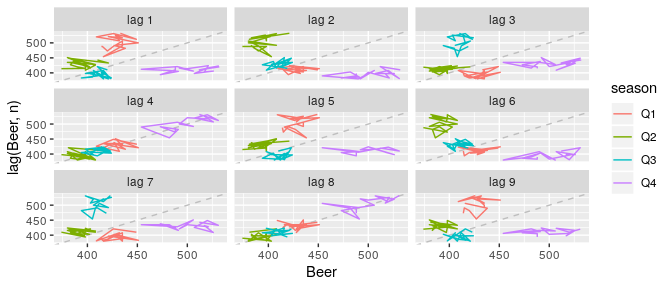 lag 1 lag 2 lag 3
500
450
400
lag 4 lag 5 lag 6
500
450
400
lag 7 lag 8 lag 9
500
450
400
400 450 500 400 450 500 400 450 500
Beer
lag(Beer, n)
season
Q1
Q2
Q3
Q4